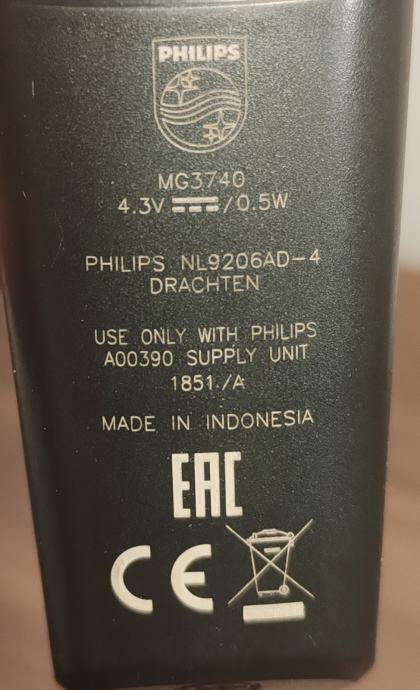 PHILIPS
MG3740
4.3V ⎓/0.5W
PHILIPS NL9206AD-4
DRACHTEN
USE ONLY WITH PHILIPS
A00390 SUPPLY UNIT
1851/A
MADE IN INDONESIA
EAC
CE